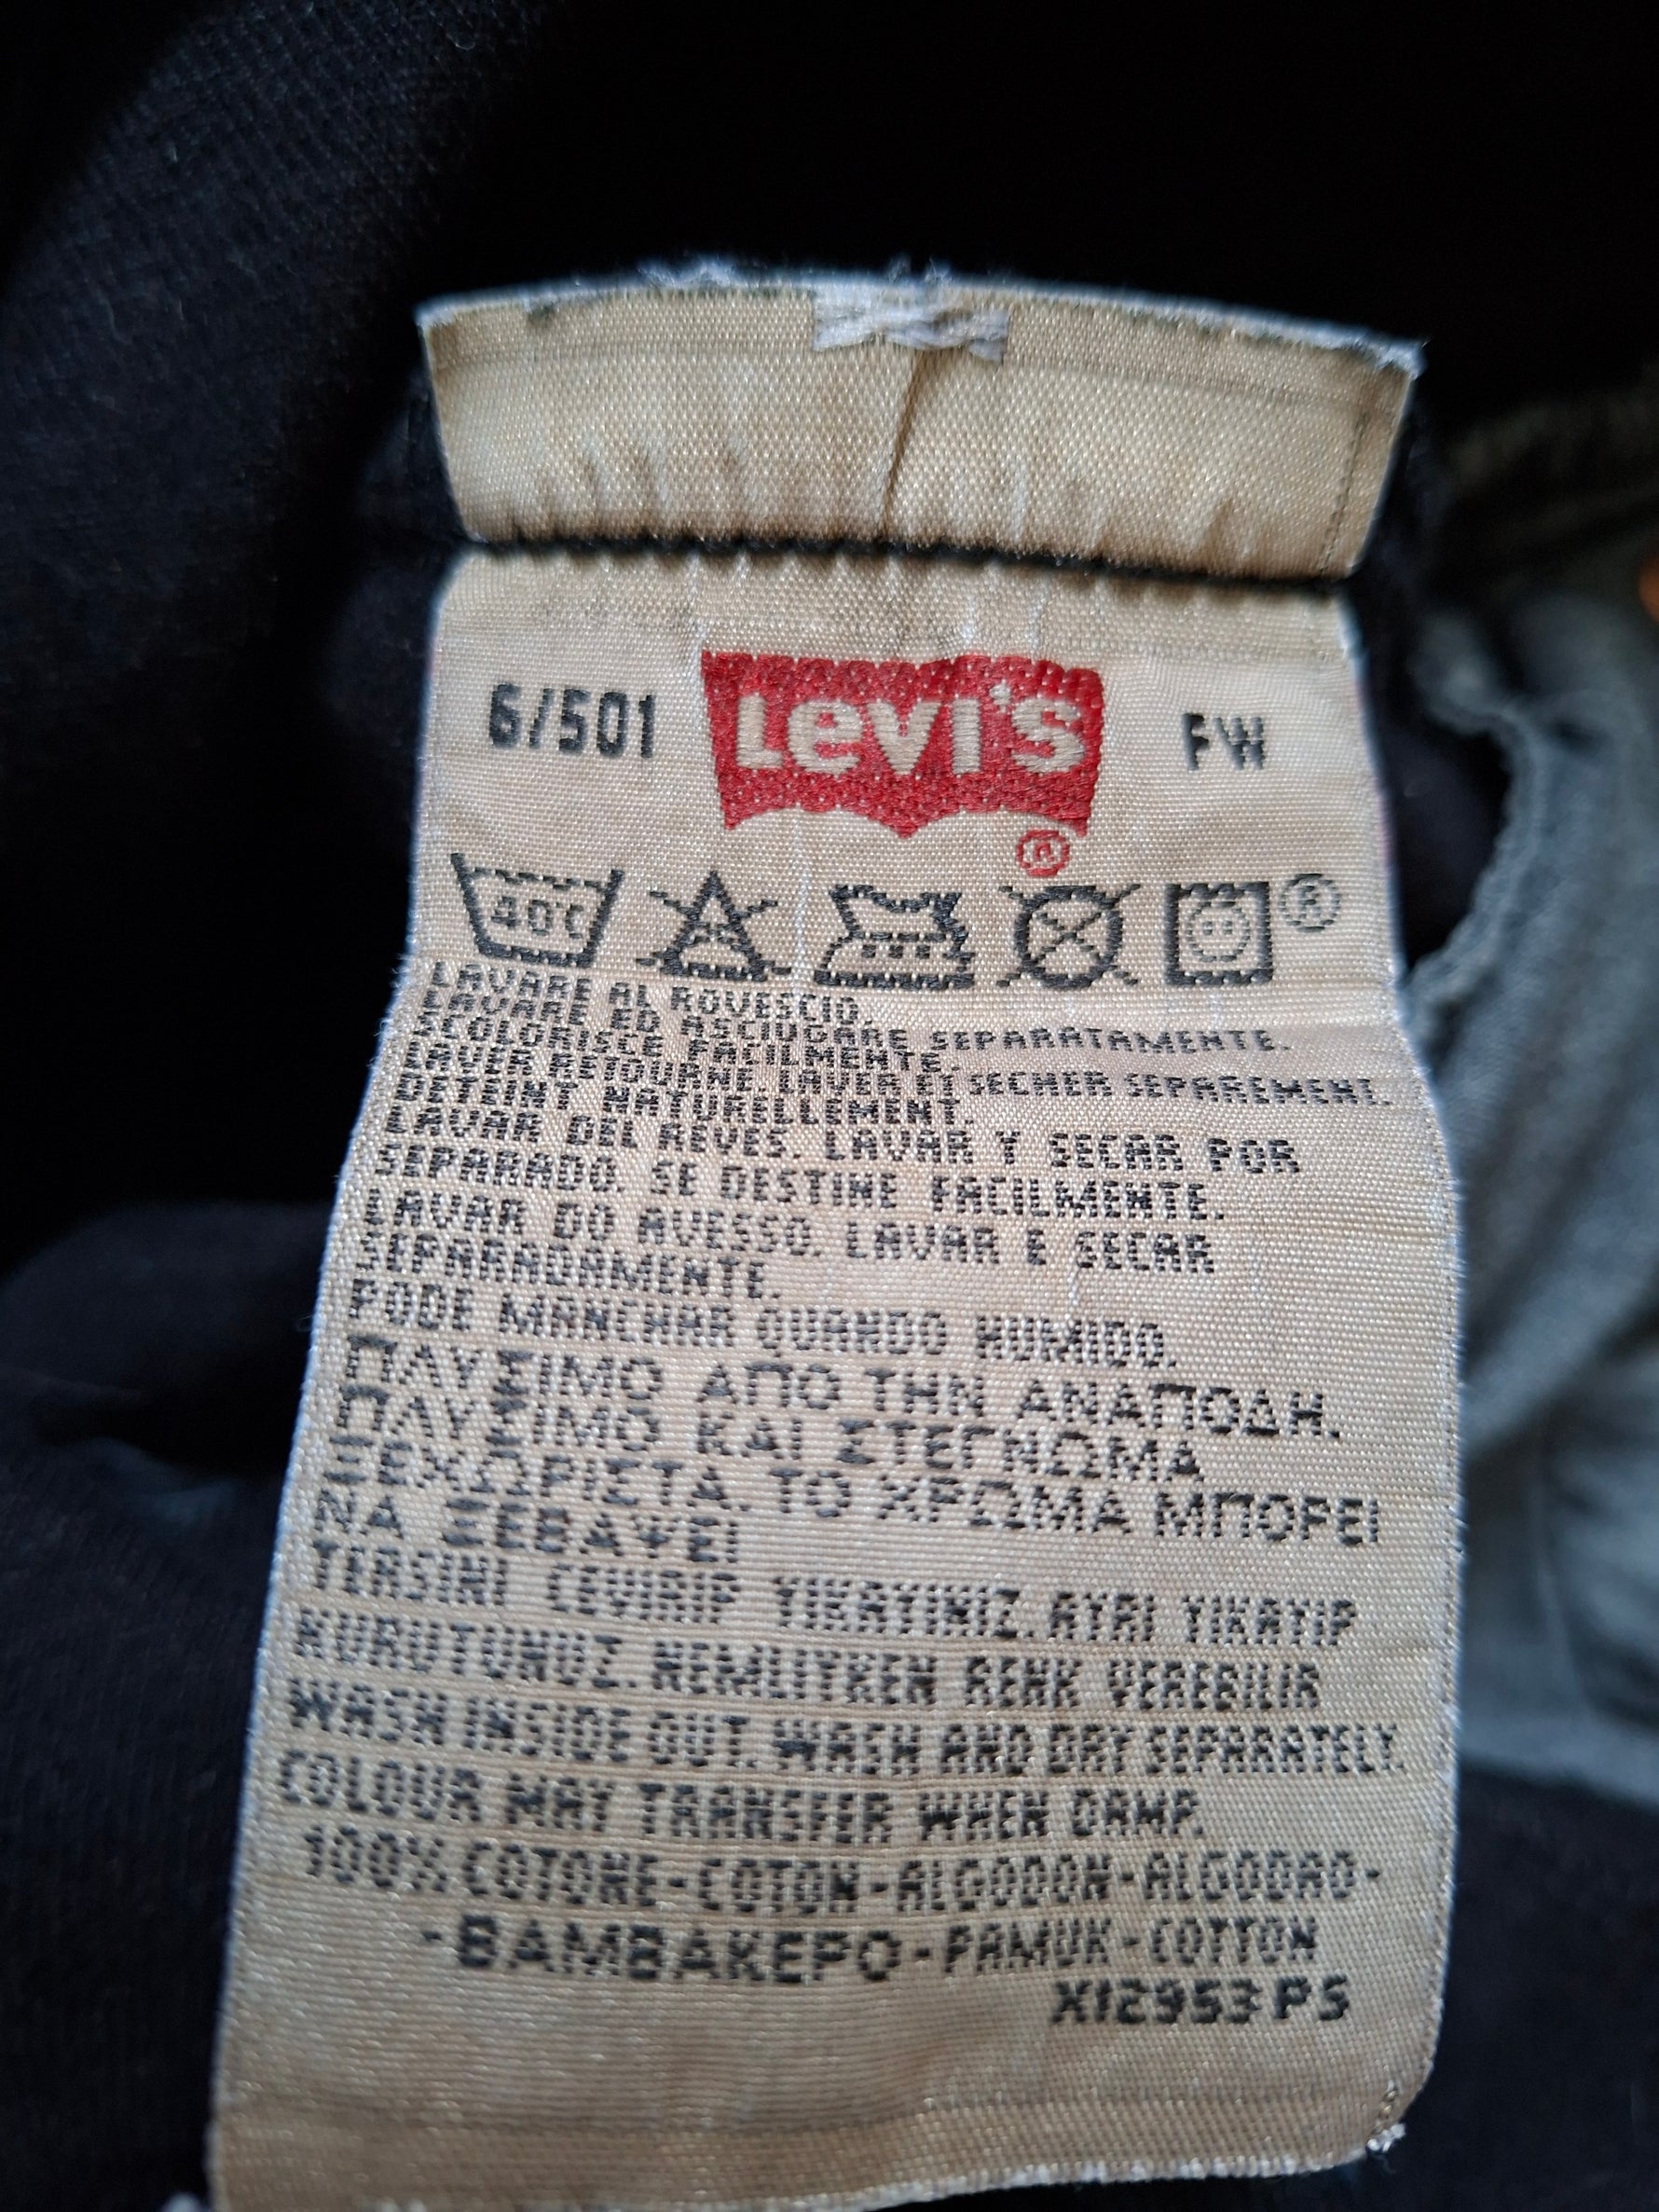 6/501 Levi's FW
®
40°C ®
LAVARE AL ROVESCIO.
LAVARE ED ASCIUGARE SEPARATAMENTE.
SCOLORISCE FACILMENTE.
LAVER RETOURNE. LAVER ET SECHER SEPAREMENT.
DETEINT NATURELLEMENT.
LAVAR DEL REVES. LAVAR Y SECAR POR
SEPARADO. SE DESTINE FACILMENTE.
LAVAR DO AVESSO. LAVAR E SECAR
SEPARADAMENTE.
PODE MANCHAR QUANDO HUMIDO.
ΠΛΥΣΙΜΟ ΑΠΟ ΤΗΝ ΑΝΑΠΟΔΗ.
ΠΛΥΣΙΜΟ ΚΑΙ ΣΤΕΓΝΩΜΑ
ΞΕΧΩΡΙΣΤΑ. ΤΟ ΧΡΩΜΑ ΜΠΟΡΕΙ
ΝΑ ΞΕΒΑΨΕΙ
TERSINI CEVIRIP YIKAYINIZ. AYRI YIKAYIP
KURUTUNUZ. NEMLIYKEN RENK VEREBILIR
WASH INSIDE OUT. WASH AND DRY SEPARATELY.
COLOUR MAY TRANSFER WHEN DAMP.
100% COTONE-COTON-ALGODON-ALGODAO-
-ΒΑΜΒΑΚΕΡΟ-PAMUK-COTTON
X12953 PS